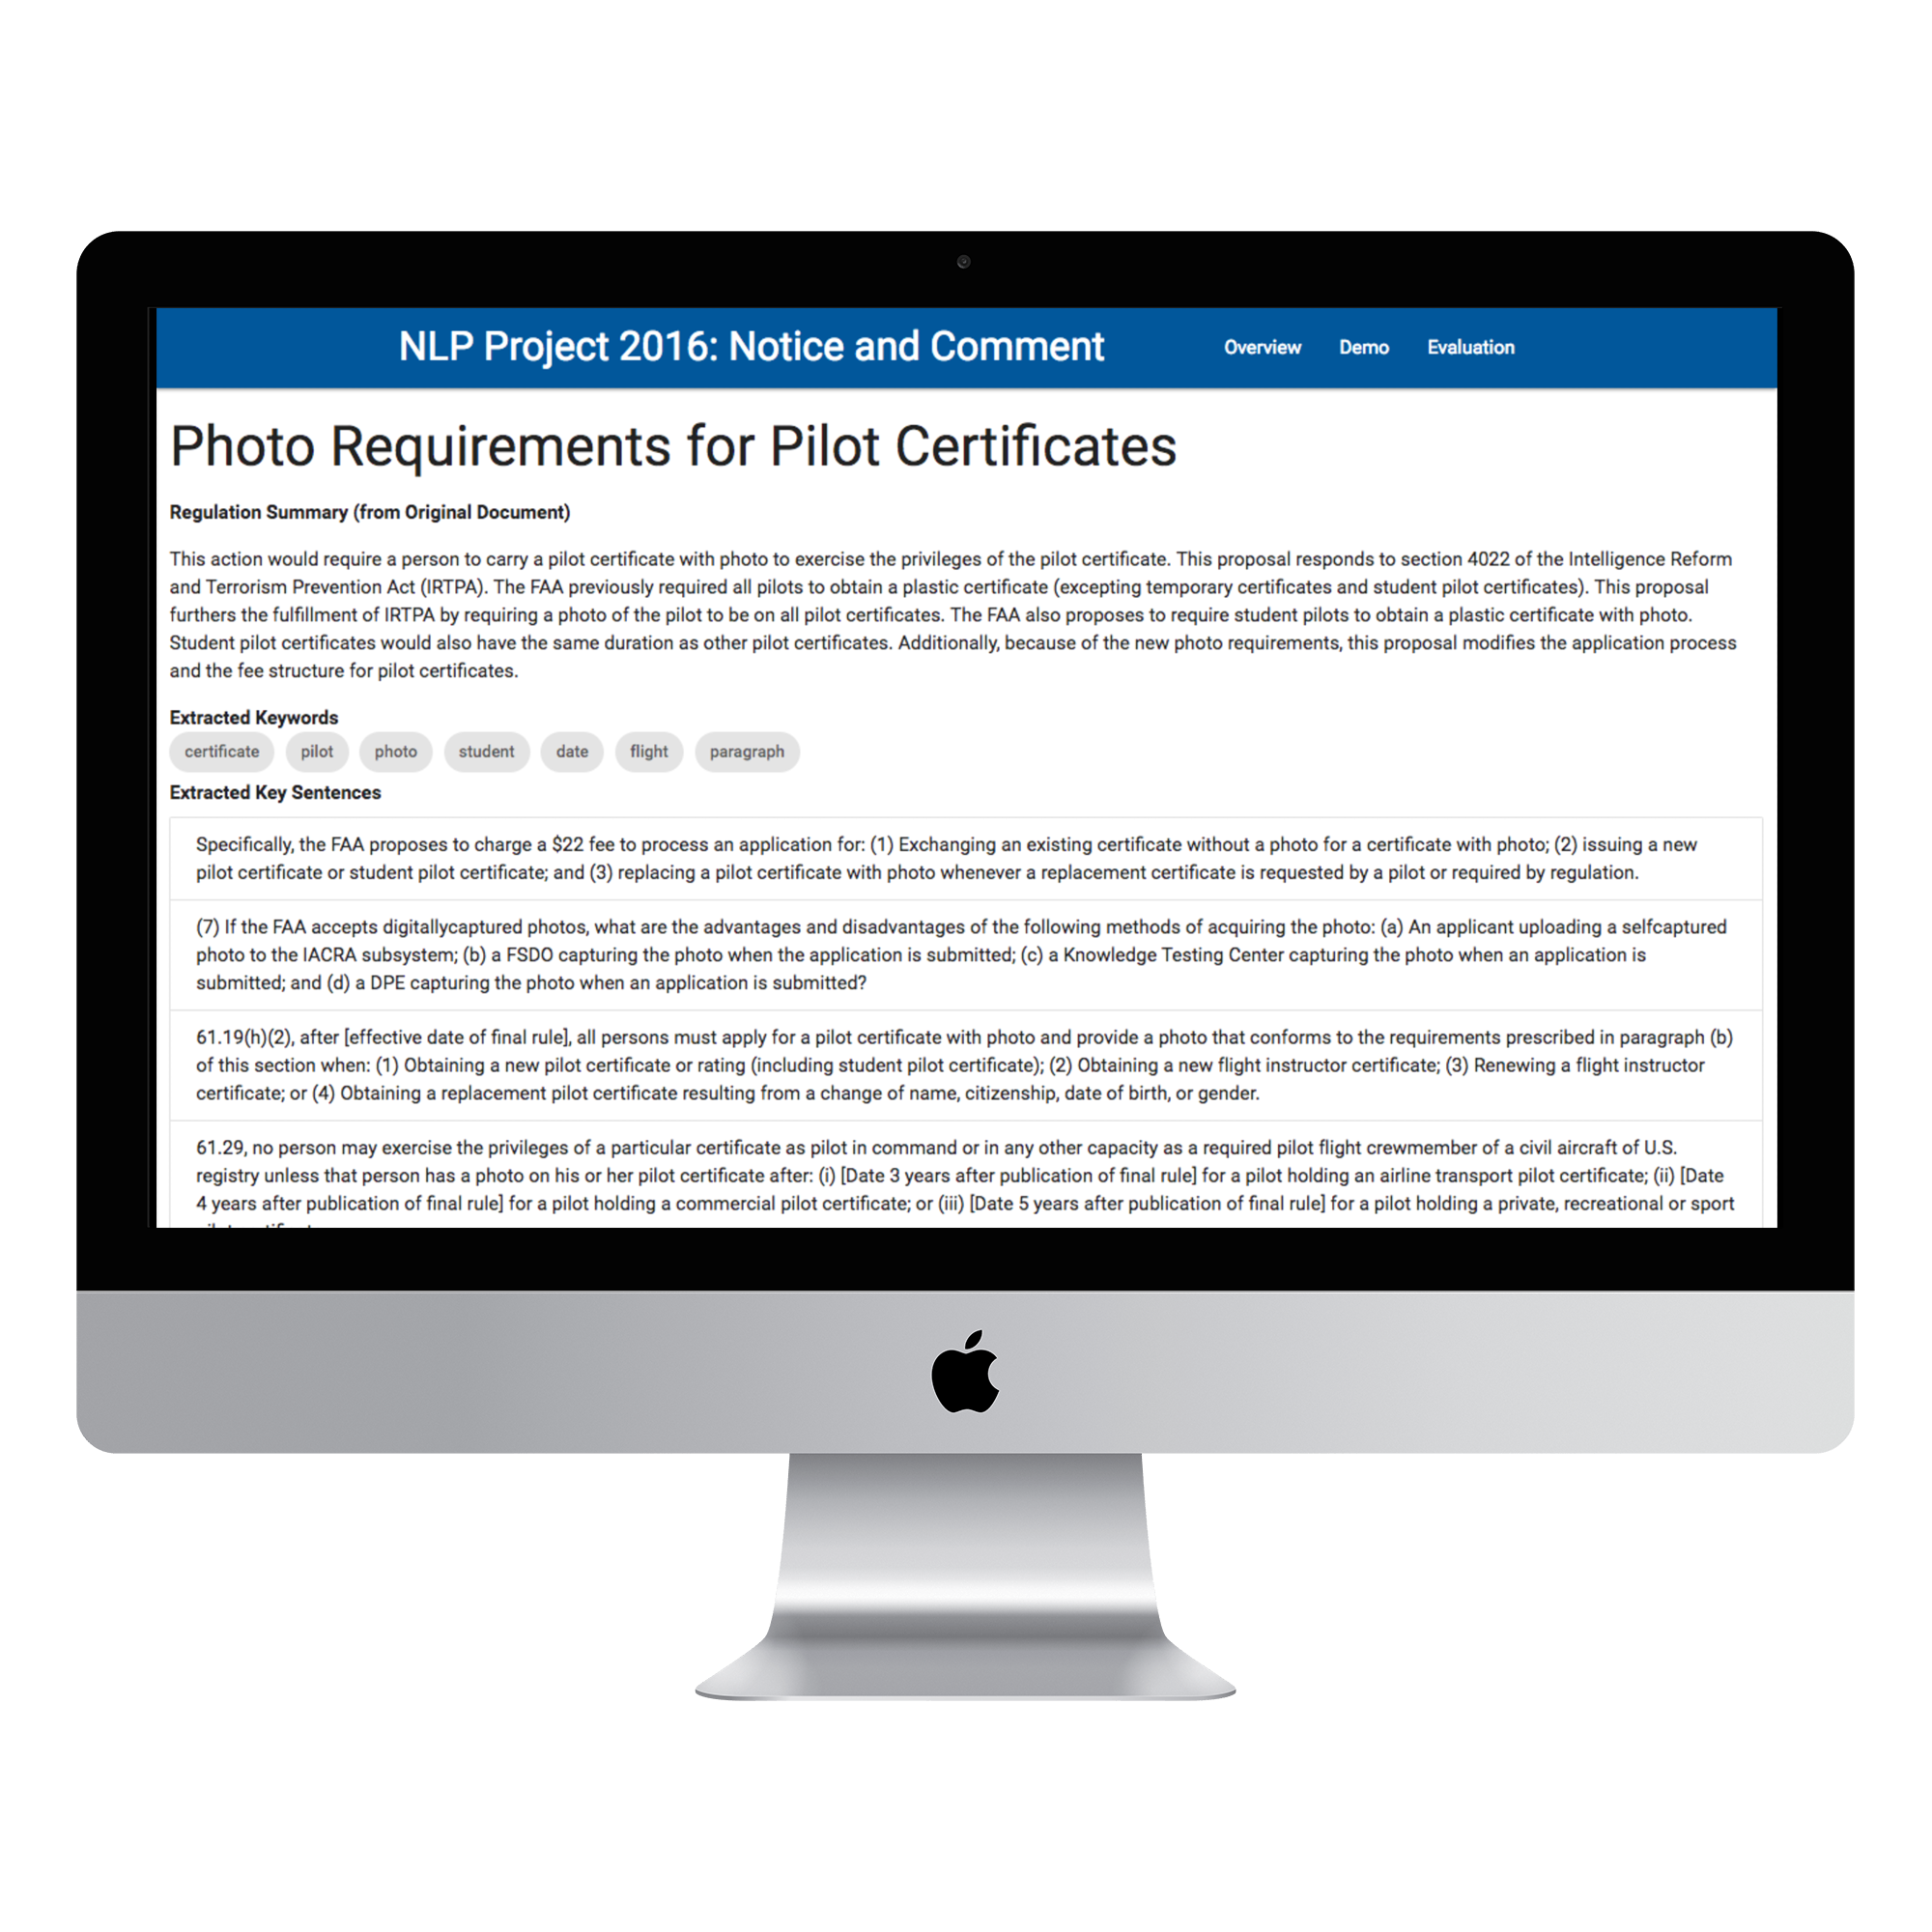 NLP Project 2016: Notice and Comment Overview Demo Evaluation
Photo Requirements for Pilot Certificates
Regulation Summary (from Original Document)
This action would require a person to carry a pilot certificate with photo to exercise the privileges of the pilot certificate. This proposal responds to section 4022 of the Intelligence Reform
and Terrorism Prevention Act (IRTPA). The FAA previously required all pilots to obtain a plastic certificate (excepting temporary certificates and student pilot certificates). This proposal
furthers the fulfillment of IRTPA by requiring a photo of the pilot to be on all pilot certificates. The FAA also proposes to require student pilots to obtain a plastic certificate with photo.
Student pilot certificates would also have the same duration as other pilot certificates. Additionally, because of the new photo requirements, this proposal modifies the application process
and the fee structure for pilot certificates.
Extracted Keywords
certificate pilot photo student date flight paragraph
Extracted Key Sentences
Specifically, the FAA proposes to charge a $22 fee to process an application for: (1) Exchanging an existing certificate without a photo for a certificate with photo; (2) issuing a new
pilot certificate or student pilot certificate; and (3) replacing a pilot certificate with photo whenever a replacement certificate is requested by a pilot or required by regulation.
(7) If the FAA accepts digitallycaptured photos, what are the advantages and disadvantages of the following methods of acquiring the photo: (a) An applicant uploading a selfcaptured
photo to the IACRA subsystem; (b) a FSDO capturing the photo when the application is submitted; (c) a Knowledge Testing Center capturing the photo when an application is
submitted; and (d) a DPE capturing the photo when an application is submitted?
61.19(h)(2), after [effective date of final rule], all persons must apply for a pilot certificate with photo and provide a photo that conforms to the requirements prescribed in paragraph (b)
of this section when: (1) Obtaining a new pilot certificate or rating (including student pilot certificate); (2) Obtaining a new flight instructor certificate; (3) Renewing a flight instructor
certificate; or (4) Obtaining a replacement pilot certificate resulting from a change of name, citizenship, date of birth, or gender.
61.29, no person may exercise the privileges of a particular certificate as pilot in command or in any other capacity as a required pilot flight crewmember of a civil aircraft of U.S.
registry unless that person has a photo on his or her pilot certificate after: (i) [Date 3 years after publication of final rule] for a pilot holding an airline transport pilot certificate; (ii) [Date
4 years after publication of final rule] for a pilot holding a commercial pilot certificate; or (iii) [Date 5 years after publication of final rule] for a pilot holding a private, recreational or sport